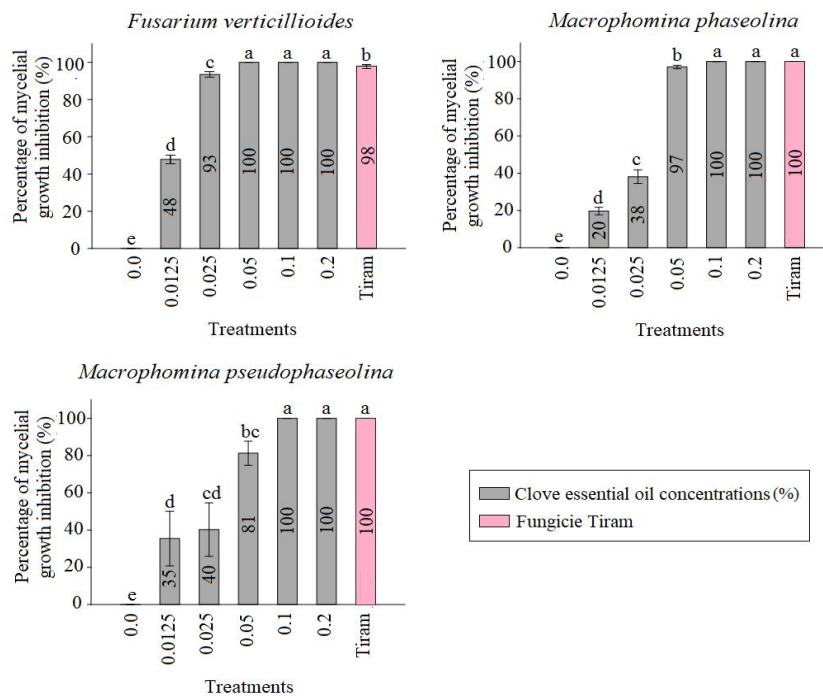 Fusarium verticillioides
Percentage of mycelial
growth inhibition (%)
100
80
60
40
20
0
e
d
c
a
a
a
b
48
93
100
100
100
98
0.0
0.0125
0.025
0.05
0.1
0.2
Tiram
Treatments
Macrophomina phaseolina
Percentage of mycelial
growth inhibition (%)
100
80
60
40
20
0
e
d
c
b
a
a
a
20
38
97
100
100
100
0.0
0.0125
0.025
0.05
0.1
0.2
Tiram
Treatments
Macrophomina pseudophaseolina
Percentage of mycelial
growth inhibition (%)
100
80
60
40
20
0
e
d
cd
bc
a
a
a
35
40
81
100
100
100
0.0
0.0125
0.025
0.05
0.1
0.2
Tiram
Treatments
Clove essential oil concentrations (%)
Fungicie Tiram